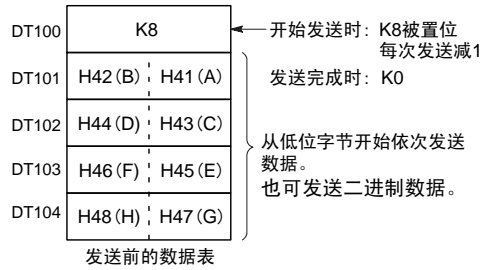 DT100 K8 开始发送时：K8被置位
每次发送减1
DT101 H42(B) H41(A) 发送完成时：K0
DT102 H44(D) H43(C)
从低位字节开始依次发送
数据。
DT103 H46(F) H45(E)
也可发送二进制数据。
DT104 H48(H) H47(G)
发送前的数据表